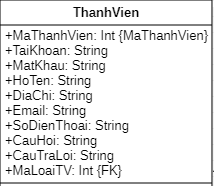 ThanhVien
+MaThanhVien: Int {MaThanhVien}
+TaiKhoan: String
+MatKhau: String
+HoTen: String
+DiaChi: String
+Email: String
+SoDienThoai: String
+CauHoi: String
+CauTraLoi: String
+MaLoaiTV: Int {FK}